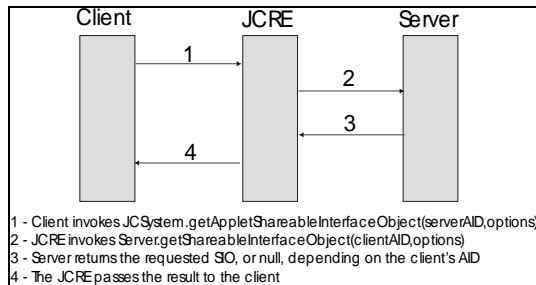 Client JCRE Server
1
2
3
4
1 - Client invokes JCSystem.getAppletShareableInterfaceObject(serverAID,options)
2 - JCRE invokes Server.getShareableInterfaceObject(clientAID,options)
3 - Server returns the requested SIO, or null, depending on the client's AID
4 - The JCRE passes the result to the client